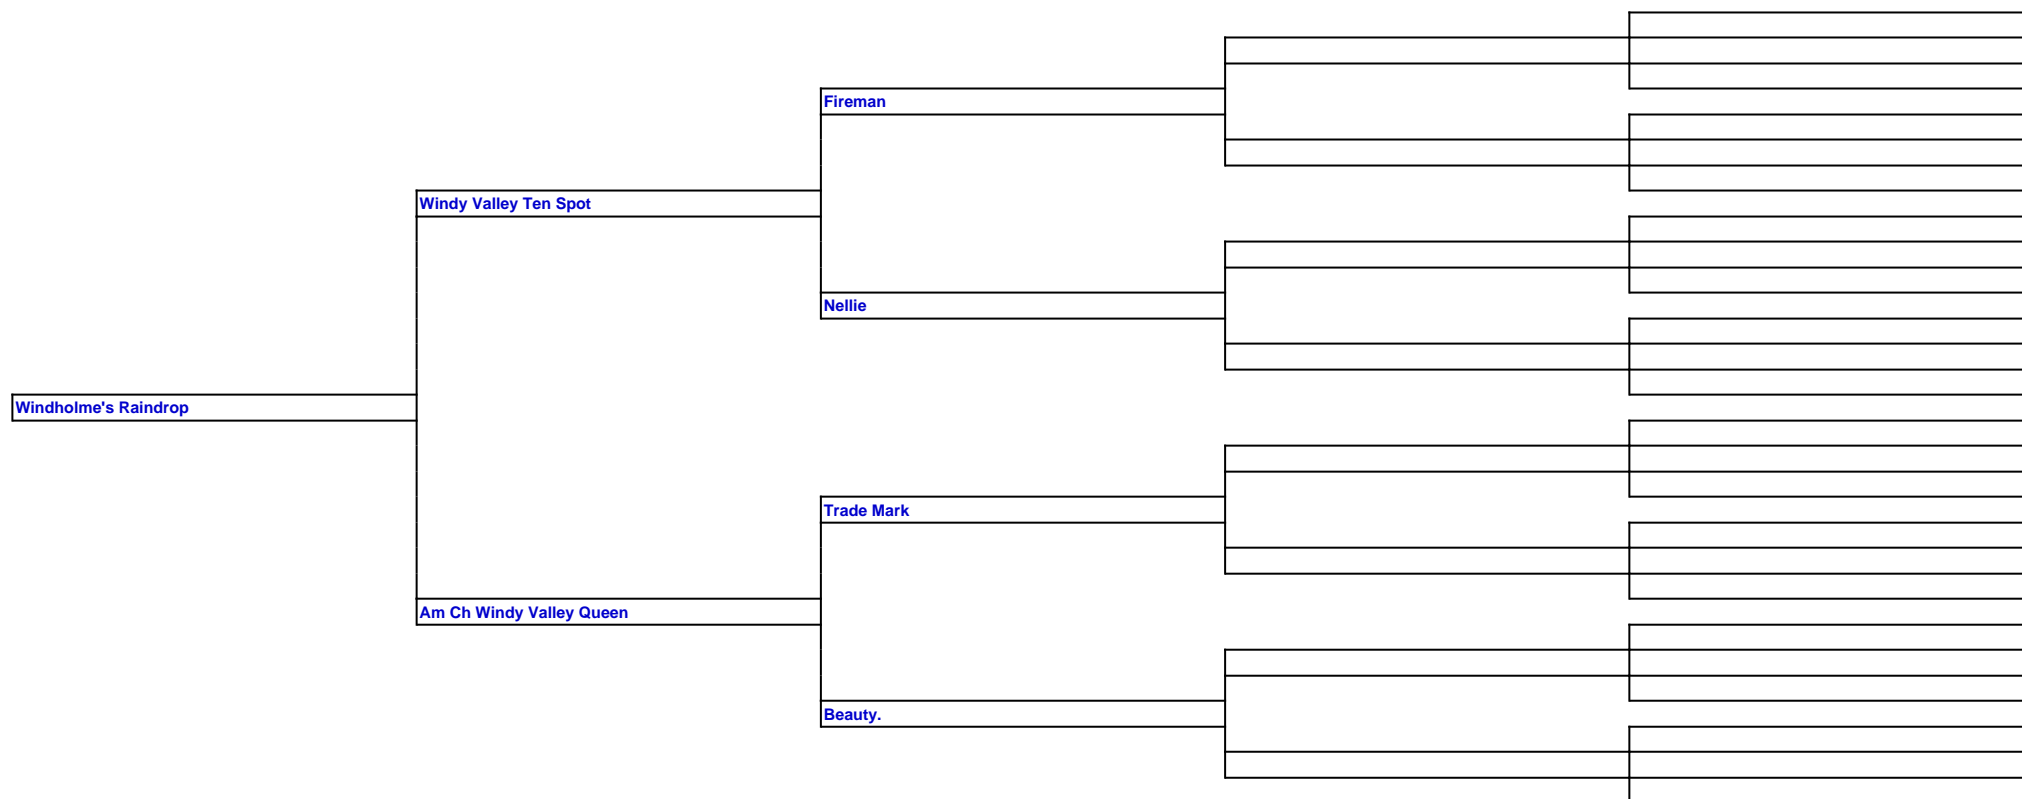 Fireman
Windy Valley Ten Spot
Nellie
Windholme's Raindrop
Trade Mark
Am Ch Windy Valley Queen
Beauty.